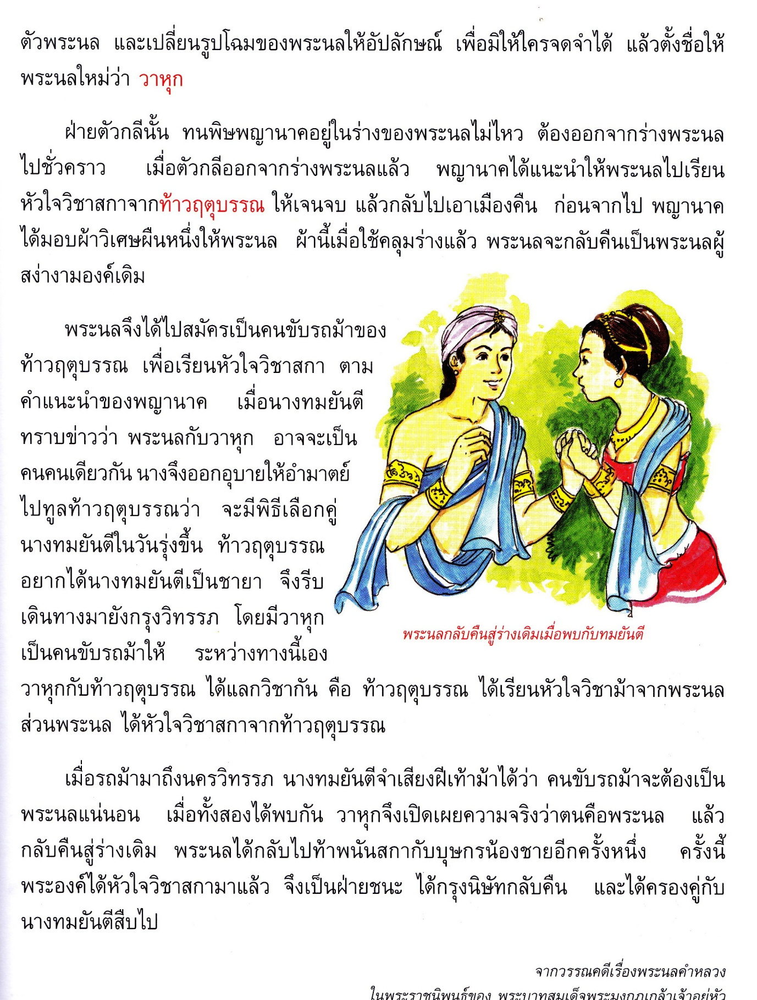 ตัวพระนล และเปลี่ยนรูปโฉมของพระนลให้อัปลักษณ์ เพื่อมิให้ใครจดจำได้ แล้วตั้งชื่อให้
พระนลใหม่ว่า วาหุก
ฝ่ายตัวกลีนั้น ทนพิษพญานาคอยู่ในร่างของพระนลไม่ไหว ต้องออกจากร่างพระนล
ไปชั่วคราว เมื่อตัวกลีออกจากร่างพระนลแล้ว พญานาคได้แนะนำให้พระนลไปเรียน
หัวใจวิชาสกาจากท้าวฤตุบรรณ ให้เจนจบ แล้วกลับไปเอาเมืองคืน ก่อนจากไป พญานาค
ได้มอบผ้าวิเศษผืนหนึ่งให้พระนล ผ้านี้เมื่อใช้คลุมร่างแล้ว พระนลจะกลับคืนเป็นพระนลผู้
สง่างามองค์เดิม
พระนลจึงได้ไปสมัครเป็นคนขับรถม้าของ
ท้าวฤตุบรรณ เพื่อเรียนหัวใจวิชาสกา ตาม
คำแนะนำของพญานาค เมื่อนางทมยันตี
ทราบข่าวว่า พระนลกับวาหุก อาจจะเป็น
คนคนเดียวกัน นางจึงออกอุบายให้อำมาตย์
ไปทูลท้าวฤตุบรรณว่า จะมีพิธีเลือกคู่
นางทมยันตีในวันรุ่งขึ้น ท้าวฤตุบรรณ
อยากได้นางทมยันตีเป็นชายา จึงรีบ
เดินทางมายังกรุงวิทรรภ โดยมีวาหุก
เป็นคนขับรถม้าให้ ระหว่างทางนี้เอง
วาหุกกับท้าวฤตุบรรณ ได้แลกวิชากัน คือ ท้าวฤตุบรรณ ได้เรียนหัวใจวิชาม้าจากพระนล
ส่วนพระนล ได้หัวใจวิชาสกาจากท้าวฤตุบรรณ
พระนลกลับคืนสู่ร่างเดิมเมื่อพบกับทมยันตี
เมื่อรถม้ามาถึงนครวิทรรภ นางทมยันตีจำเสียงฝีเท้าม้าได้ว่า คนขับรถม้าจะต้องเป็น
พระนลแน่นอน เมื่อทั้งสองได้พบกัน วาหุกจึงเปิดเผยความจริงว่าตนคือพระนล แล้ว
กลับคืนสู่ร่างเดิม พระนลได้กลับไปท้าพนันสกากับบุษกรน้องชายอีกครั้งหนึ่ง ครั้งนี้
พระองค์ได้หัวใจวิชาสกามาแล้ว จึงเป็นฝ่ายชนะ ได้กรุงนิษัทกลับคืน และได้ครองคู่กับ
นางทมยันตีสืบไป
จากวรรณคดีเรื่องพระนลคำหลวง
ในพระราชนิพนธ์ของ พระบาทสมเด็จพระมงกุฎเกล้าเจ้าอยู่หัว